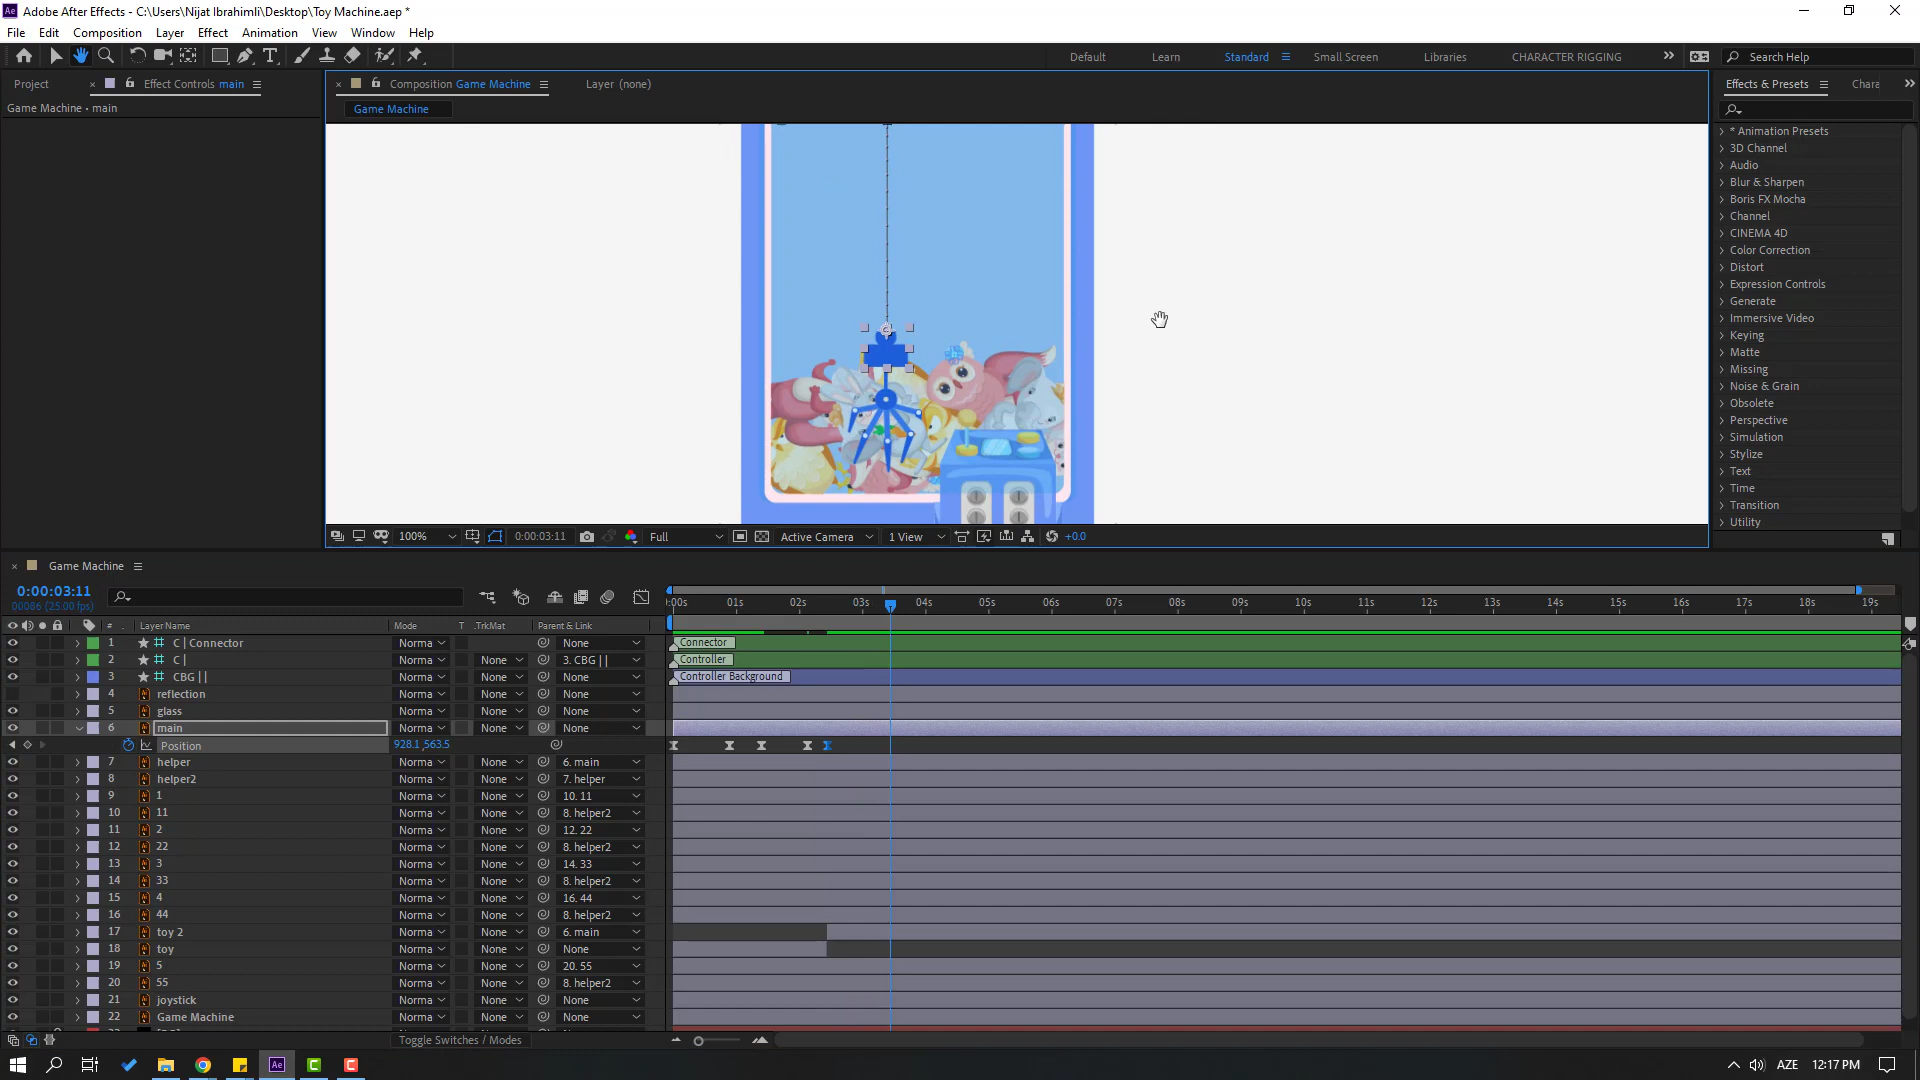 Adobe After Effects - C:\Users\Nijat Ibrahimli\Desktop\Toy Machine.aep *
File Edit Composition Layer Effect Animation View Window Help
Default Learn Standard Small Screen Libraries CHARACTER RIGGING Search Help
Project Effect Controls main Composition Game Machine Layer (none) Effects & Presets Chara
Game Machine • main
Game Machine
* Animation Presets
3D Channel
Audio
Blur & Sharpen
Boris FX Mocha
Channel
CINEMA 4D
Color Correction
Distort
Expression Controls
Generate
Immersive Video
Keying
Matte
Missing
Noise & Grain
Obsolete
Perspective
Simulation
Stylize
Text
Time
Transition
Utility
100% 0:00:03:11 Full Active Camera 1 View +0.0
Game Machine
0:00:03:11
00086 (25.00 fps)
:00s 01s 02s 03s 04s 05s 06s 07s 08s 09s 10s 11s 12s 13s 14s 15s 16s 17s 18s 19s
# Layer Name Mode T .TrkMat Parent & Link
1 C | Connector Norma None Connector
2 C | Norma None 3. CBG | | Controller
3 CBG | | Norma None None Controller Background
4 reflection Norma None None
5 glass Norma None None
6 main Norma None None
Position 928.1,563.5
7 helper Norma None 6. main
8 helper2 Norma None 7. helper
9 1 Norma None 10. 11
10 11 Norma None 8. helper2
11 2 Norma None 12. 22
12 22 Norma None 8. helper2
13 3 Norma None 14. 33
14 33 Norma None 8. helper2
15 4 Norma None 16. 44
16 44 Norma None 8. helper2
17 toy 2 Norma None 6. main
18 toy Norma None None
19 5 Norma None 20. 55
20 55 Norma None 8. helper2
21 joystick Norma None None
22 Game Machine Norma None None
Toggle Switches / Modes
AZE 12:17 PM